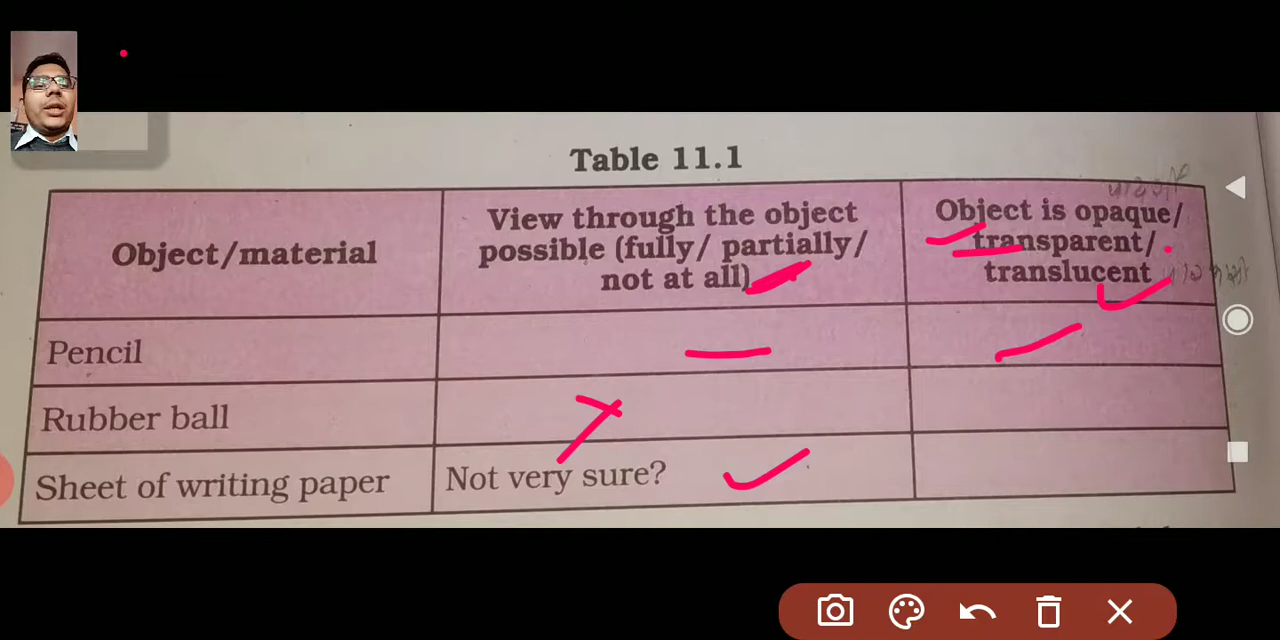 Table 11.1
Object/material
View through the object
possible (fully/ partially/
not at all)
Object is opaque/
transparent/
translucent
Pencil
Rubber ball
Sheet of writing paper
Not very sure?